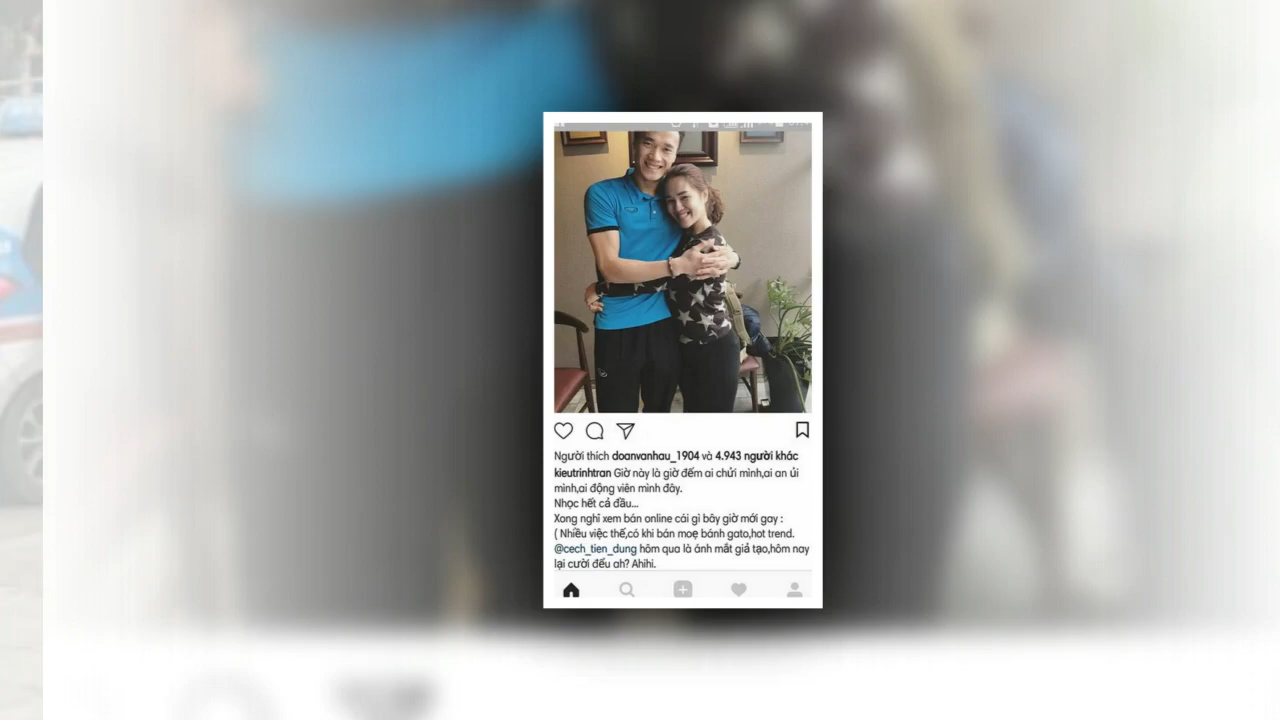 Người thích doanvanhau_1904 và 4.943 người khác
kieutrinhtran Giờ này là giờ đếm ai chửi mình,ai an ủi
mình,ai động viên mình đây.
Nhọc hết cả đầu...
Xong nghĩ xem bán online cái gì bây giờ mới gay :
( Nhiều việc thế,có khi bán moẹ bánh gato,hot trend.
@cech_tien_dung hôm qua là ánh mắt giả tạo,hôm nay
lại cười đểu ah? Ahihi.